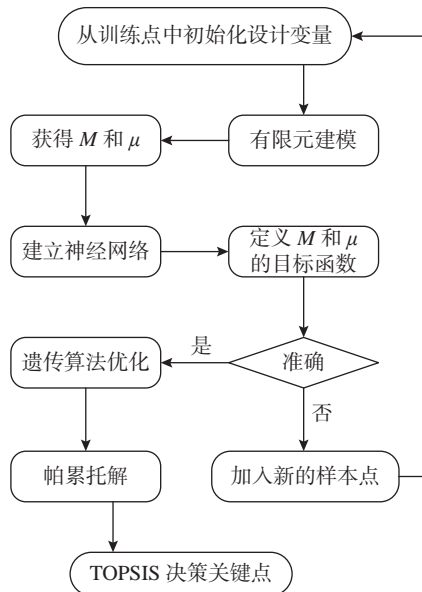 从训练点中初始化设计变量
有限元建模
获得 M 和 μ
建立神经网络
定义 M 和 μ
的目标函数
准确
是
否
遗传算法优化
加入新的样本点
帕累托解
TOPSIS 决策关键点